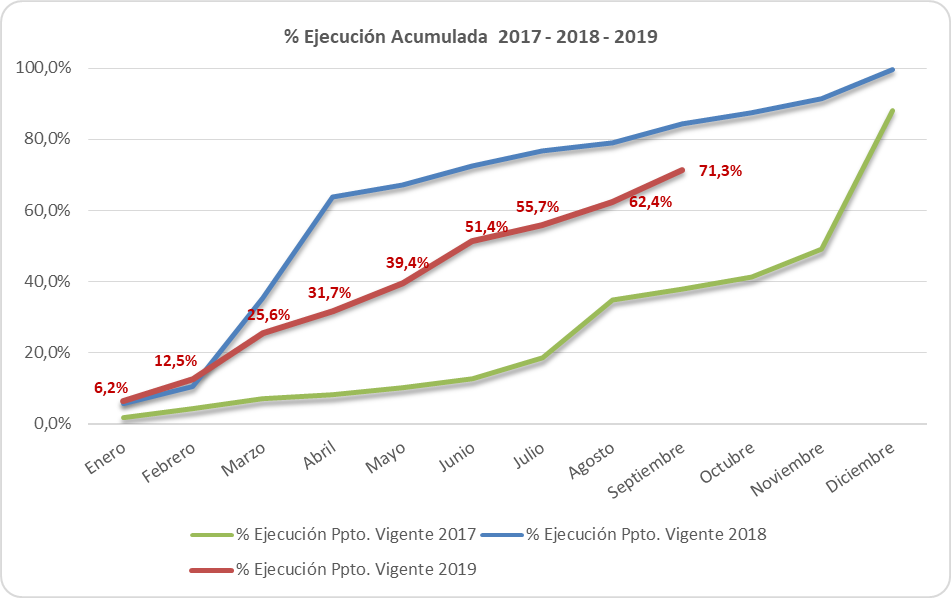 % Ejecución Acumulada 2017 - 2018 - 2019
100,0%
80,0%
60,0%
40,0%
20,0%
0,0%
6,2%
12,5%
25,6%
31,7%
39,4%
51,4%
55,7%
62,4%
71,3%
Enero
Febrero
Marzo
Abril
Mayo
Junio
Julio
Agosto
Septiembre
Octubre
Noviembre
Diciembre
% Ejecución Ppto. Vigente 2017
% Ejecución Ppto. Vigente 2018
% Ejecución Ppto. Vigente 2019